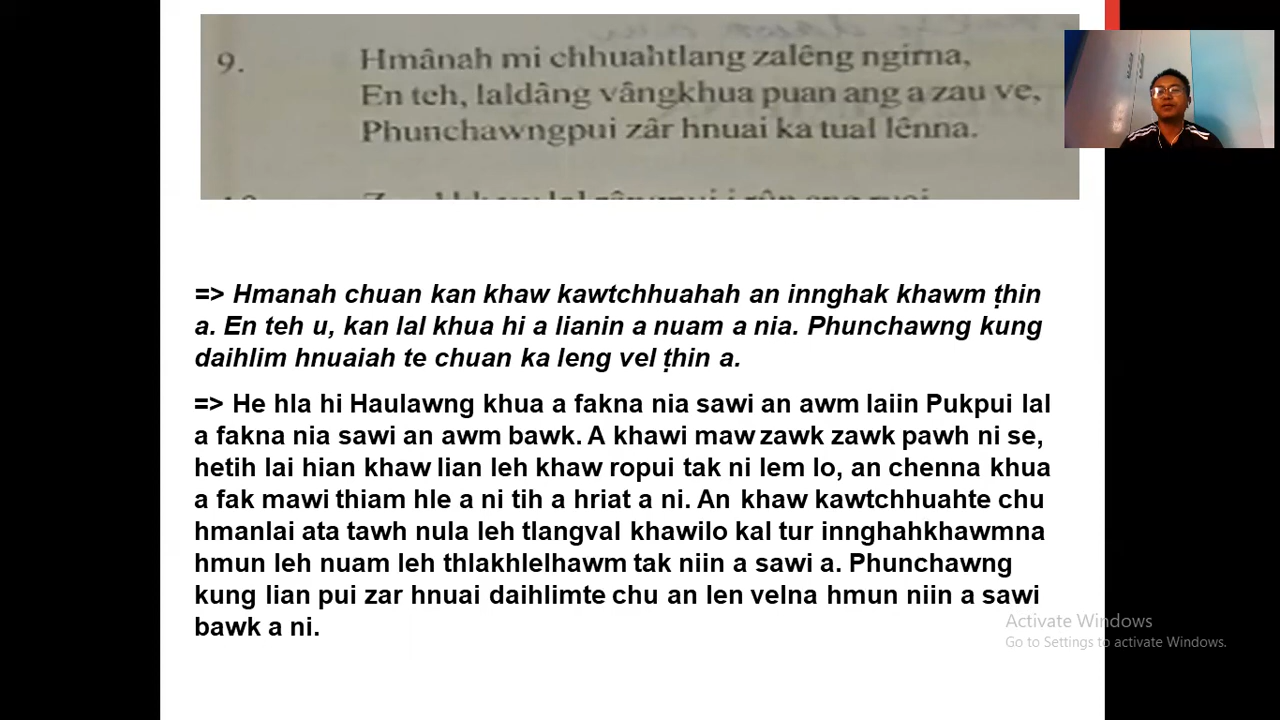 9. Hmânah mi chhuahtlang zalêng ngirna,
En teh, laldâng vângkhua puan ang a zau ve,
Phunchawngpui zâr hnuai ka tual lênna.
=> Hmanah chuan kan khaw kawtchhuahah an innghak khawm ṭhin
a. En teh u, kan lal khua hi a lianin a nuam a nia. Phunchawng kung
daihlim hnuaiah te chuan ka leng vel ṭhin a.
=> He hla hi Haulawng khua a fakna nia sawi an awm laiin Pukpui lal
a fakna nia sawi an awm bawk. A khawi maw zawk zawk pawh ni se,
hetih lai hian khaw lian leh khaw ropui tak ni lem lo, an chenna khua
a fak mawi thiam hle a ni tih a hriat a ni. An khaw kawtchhuahte chu
hmanlai ata tawh nula leh tlangval khawilo kal tur innghahkhawmna
hmun leh nuam leh thlakhlelhawm tak niin a sawi a. Phunchawng
kung lian pui zar hnuai daihlimte chu an len velna hmun niin a sawi
bawk a ni.
Activate Windows
Go to Settings to activate Windows.